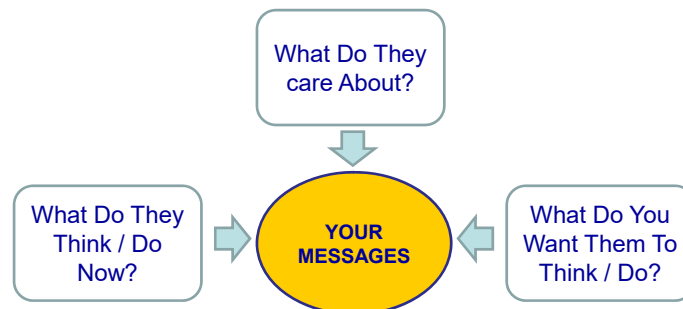 What Do They
care About?
What Do They
Think / Do
Now?
YOUR
MESSAGES
What Do You
Want Them To
Think / Do?